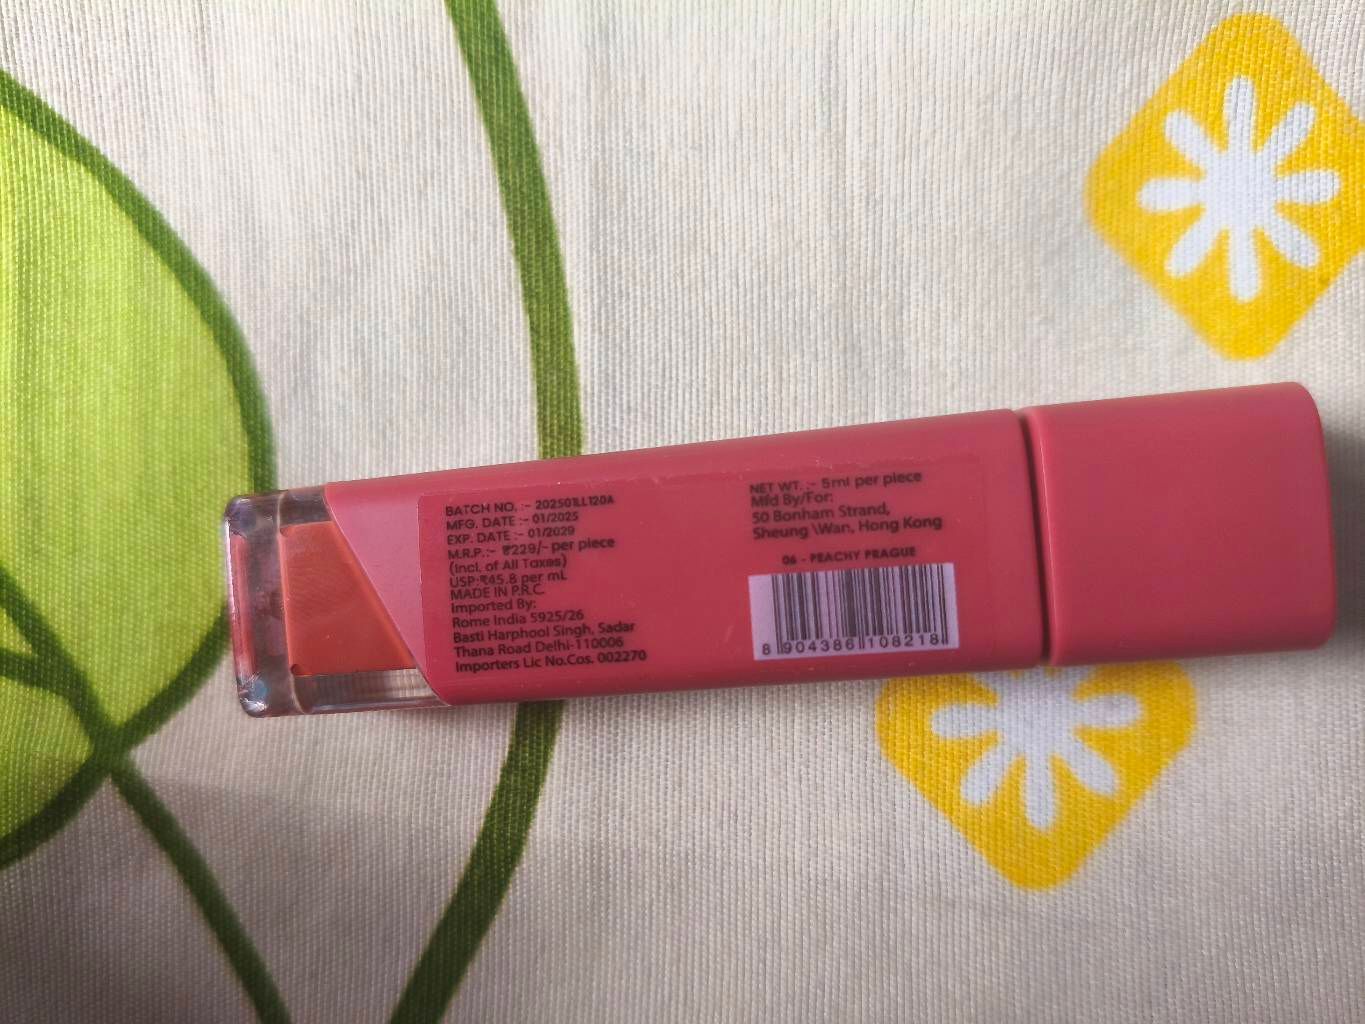 BATCH NO. :- 202501LL120A
MFG. DATE :- 01/2025
EXP. DATE :- 01/2029
M.R.P.:- ₹229/- per piece
(Incl. of All Taxes)
USP:₹45.8 per mL
MADE IN P.R.C.
Imported By:
Rome India 5925/26
Basti Harphool Singh, Sadar
Thana Road Delhi-110006
Importers Lic No.Cos. 002270
NET WT. :- 5ml per piece
Mfd By/For:
50 Bonham Strand,
Sheung \Wan, Hong Kong
06 - PEACHY PRAGUE
8 904386 108218